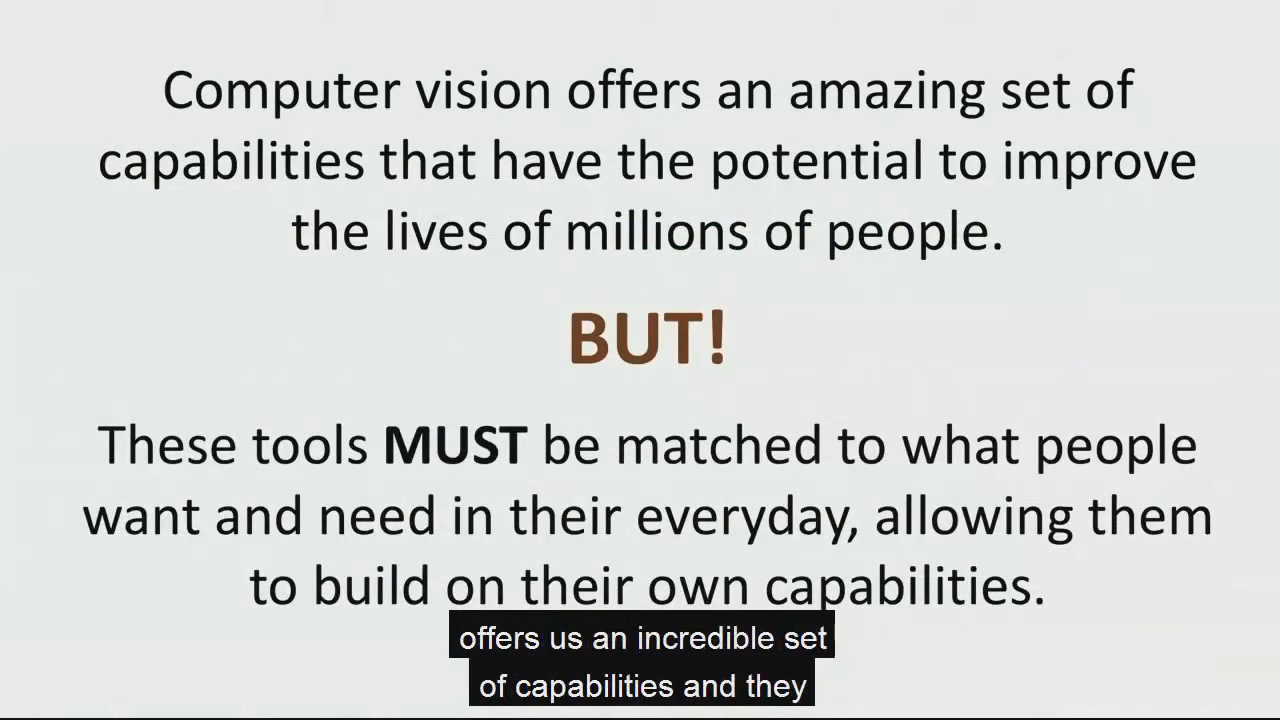 Computer vision offers an amazing set of
capabilities that have the potential to improve
the lives of millions of people.
BUT!
These tools MUST be matched to what people
want and need in their everyday, allowing them
to build on their own capabilities.
offers us an incredible set
of capabilities and they